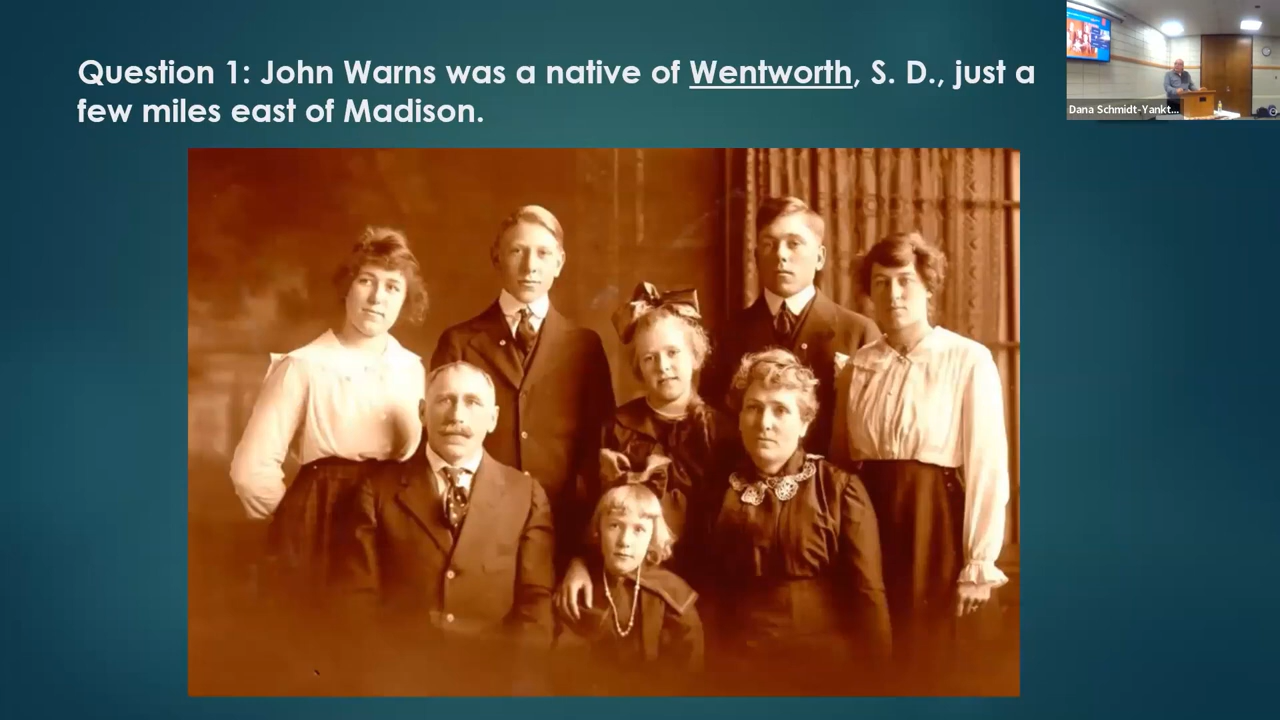 Question 1: John Warns was a native of Wentworth, S. D., just a
few miles east of Madison.
Dana Schmidt-Yankt...